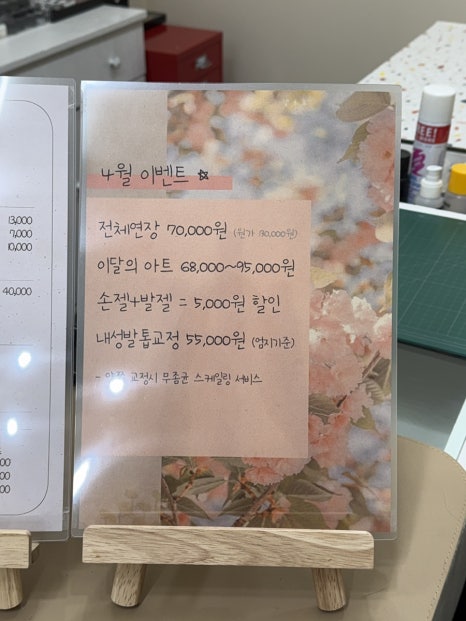 13,000
7,000
10,000
40,000
4월 이벤트 ☆
전체연장 70,000원 (원가 90,000원)
이달의 아트 68,000~95,000원
손젤+발젤 = 5,000원 할인
내성발톱교정 55,000원 (엄지기준)
- 교정시 무좀균 스케일링 서비스